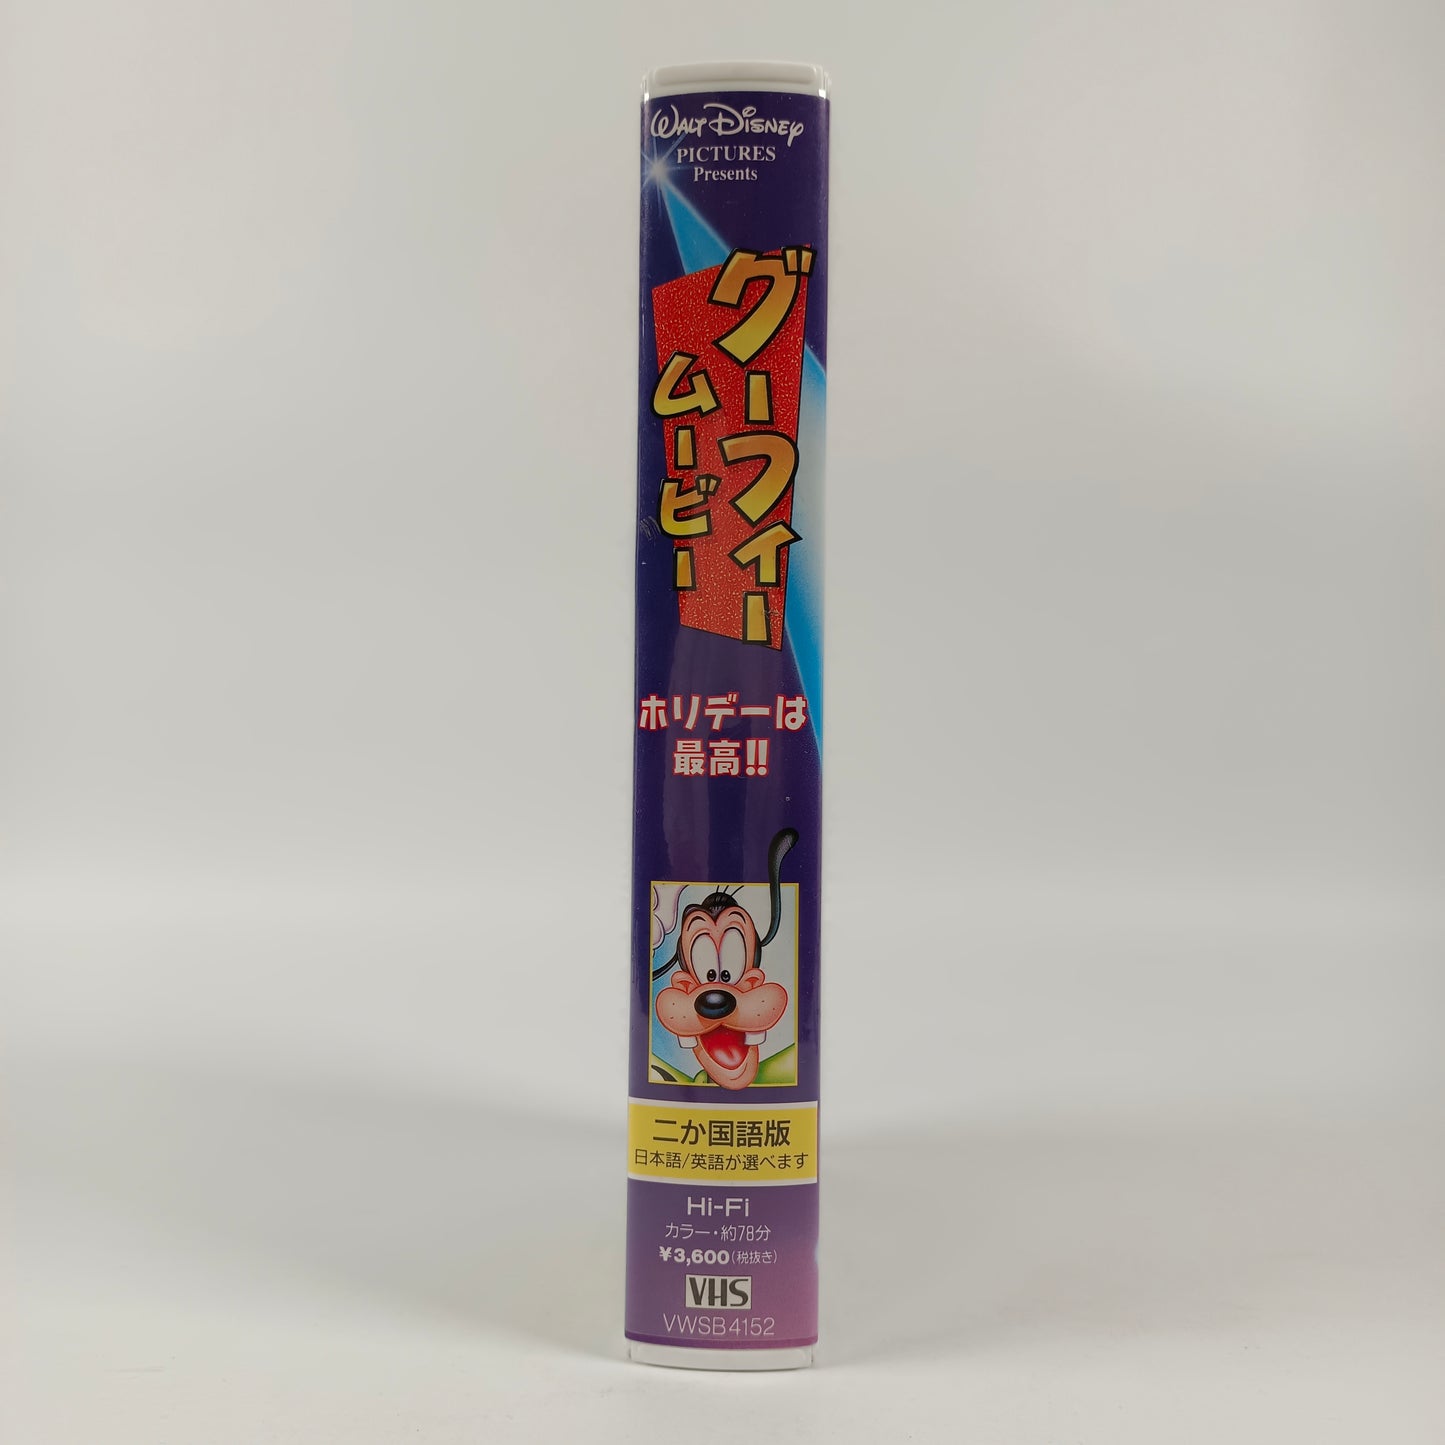 WALT DISNEY
PICTURES
Presents
グーフィー
ムービー
ホリデーは
最高!!
二か国語版
日本語/英語が選べます
Hi-Fi
カラー・約78分
¥3,600(税抜き)
VHS
VWSB4152